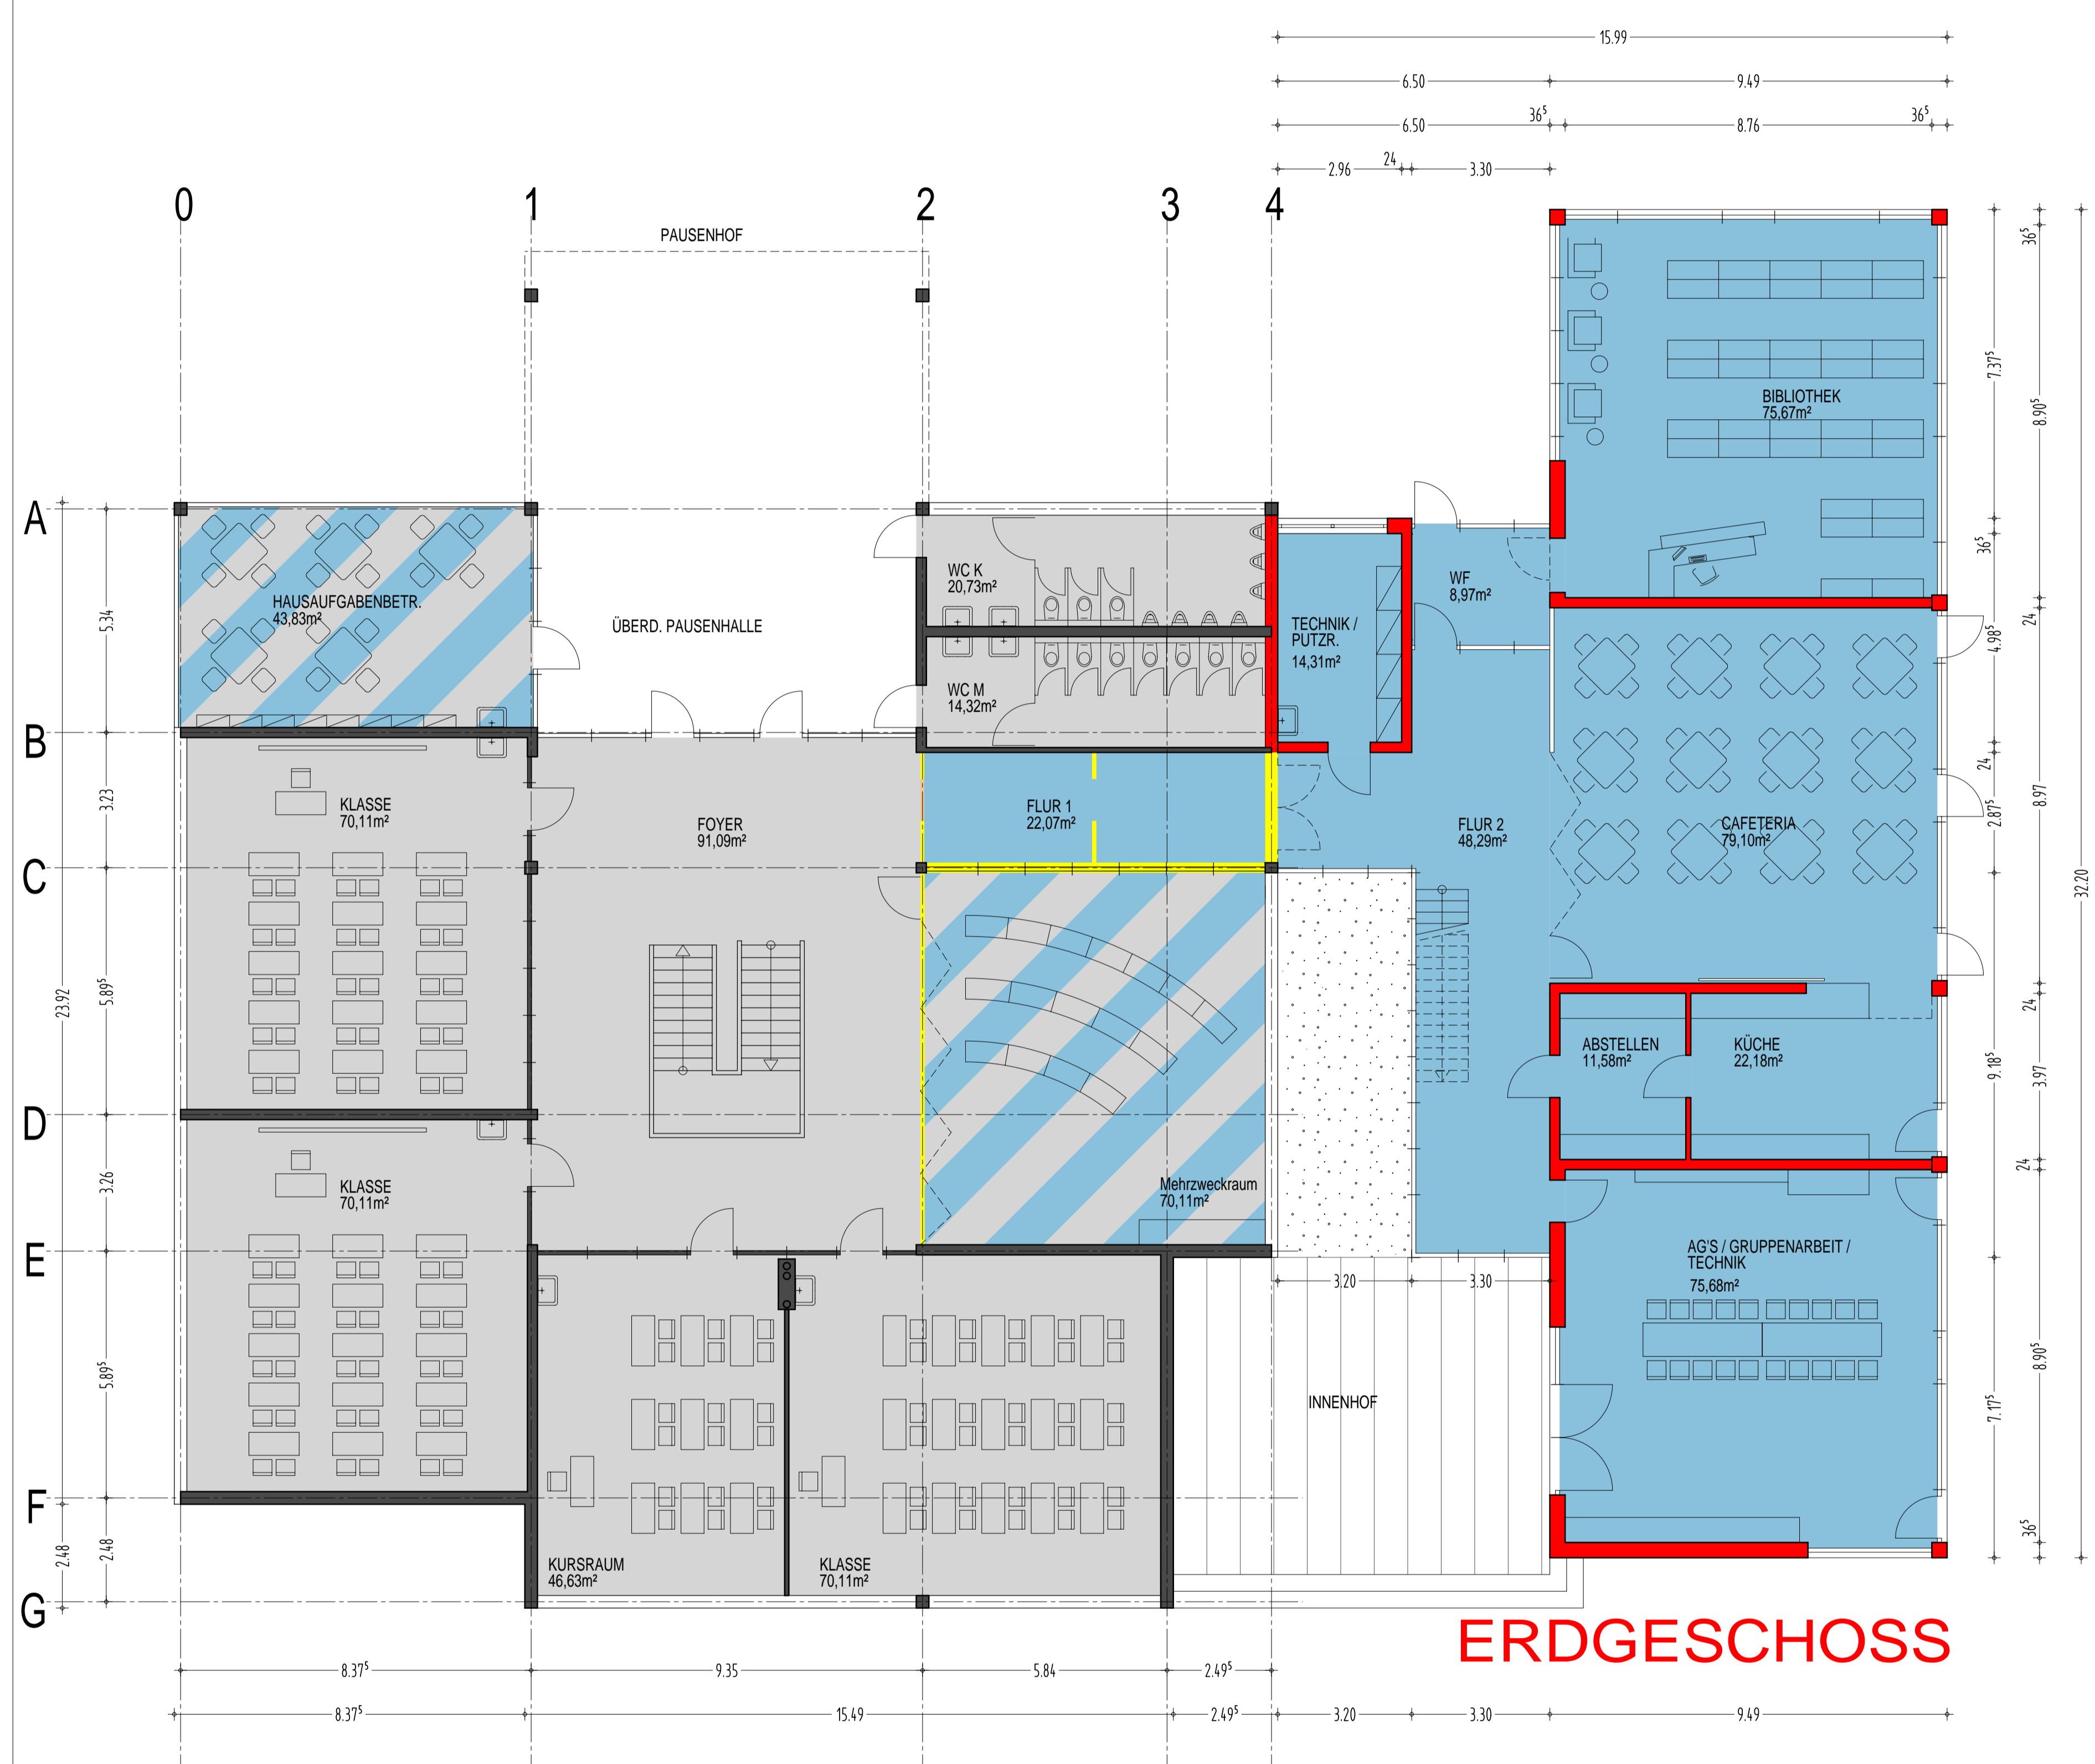 15.99
6.50 9.49
6.50 36⁵ 8.76 36⁵
2.96 24 3.30
0 1 2 3 4
PAUSENHOF
A
B
C
D
E
F
G
HAUSAUFGABENBETR.
43,83m²
ÜBERD. PAUSENHALLE
WC K
20,73m²
WC M
14,32m²
TECHNIK /
PUTZR.
14,31m²
WF
8,97m²
BIBLIOTHEK
75,67m²
KLASSE
70,11m²
FOYER
91,09m²
FLUR 1
22,07m²
FLUR 2
48,29m²
CAFETERIA
79,10m²
ABSTELLEN
11,58m²
KÜCHE
22,18m²
KLASSE
70,11m²
Mehrzweckraum
70,11m²
AG'S / GRUPPENARBEIT /
TECHNIK
75,68m²
3.20 3.30
INNENHOF
KURSRAUM
46,63m²
KLASSE
70,11m²
23.92
2.48
5.34
3.23
5.89⁵
3.26
5.89⁵
2.48
7.37⁵
36⁵
4.98⁵
24
2.87⁵
9.18⁵
7.17⁵
36⁵
8.90⁵
24
8.97
24
3.97
24
8.90⁵
36⁵
32.20
ERDGESCHOSS
8.37⁵ 9.35 5.84 2.49⁵
8.37⁵ 15.49 2.49⁵ 3.20 3.30 9.49